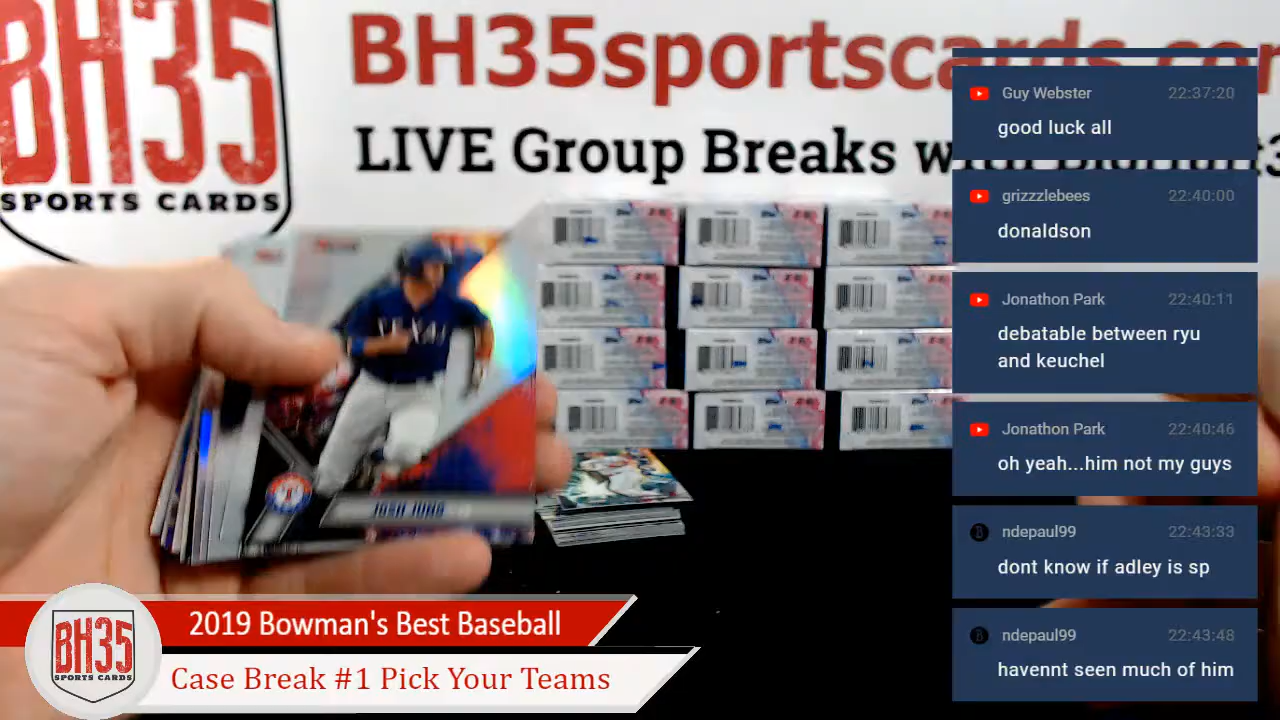 BH35
SPORTS CARDS
BH35sportscards.com
LIVE Group Breaks
Guy Webster 22:37:20
good luck all
grizzzlebees 22:40:00
donaldson
Jonathon Park 22:40:11
debatable between ryu
and keuchel
Jonathon Park 22:40:46
oh yeah...him not my guys
ndepaul99 22:43:33
dont know if adley is sp
ndepaul99 22:43:48
havennt seen much of him
TEXAS
JOSH JUNG
BH35
SPORTS CARDS
2019 Bowman's Best Baseball
Case Break #1 Pick Your Teams